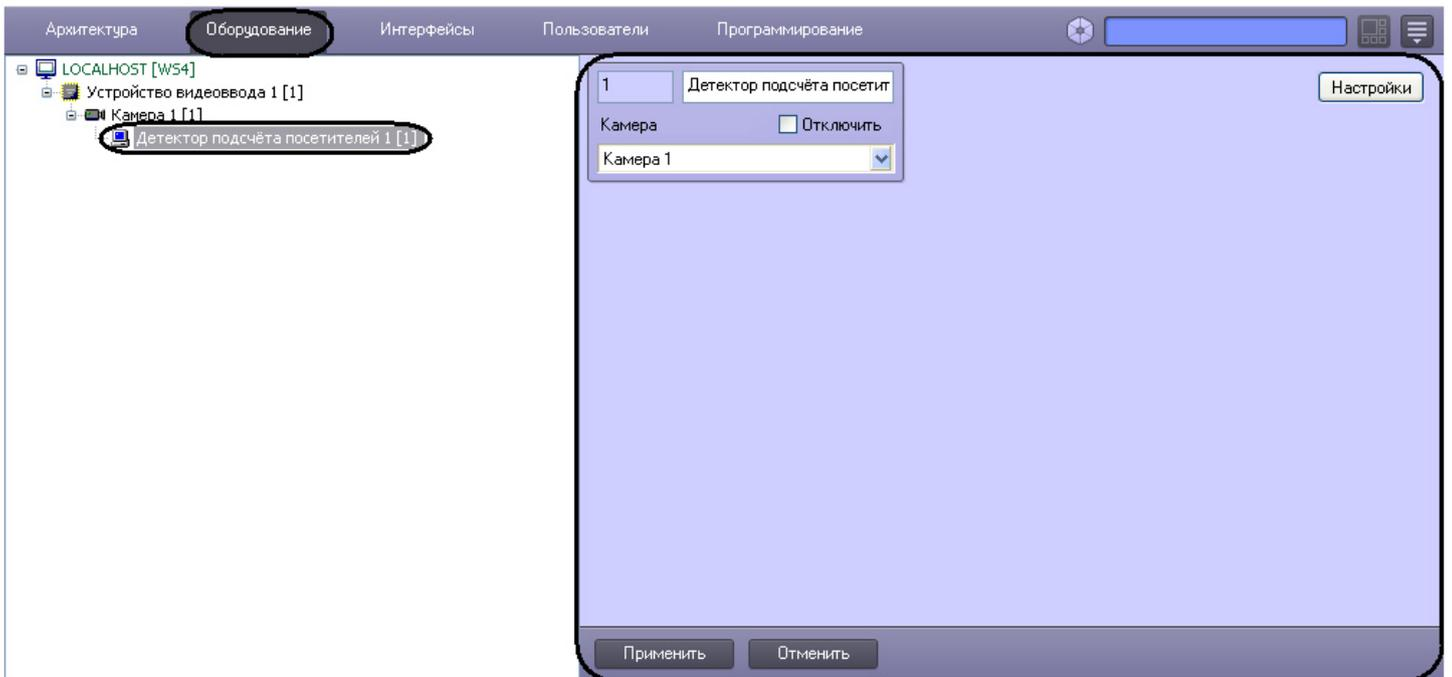 Архитектура Оборудование Интерфейсы Пользователи Программирование
LOCALHOST [WS4]
Устройство видеоввода 1 [1]
Камера 1 [1]
Детектор подсчёта посетителей 1 [1]
1 Детектор подсчёта посетит
Настройки
Камера Отключить
Камера 1
Применить Отменить